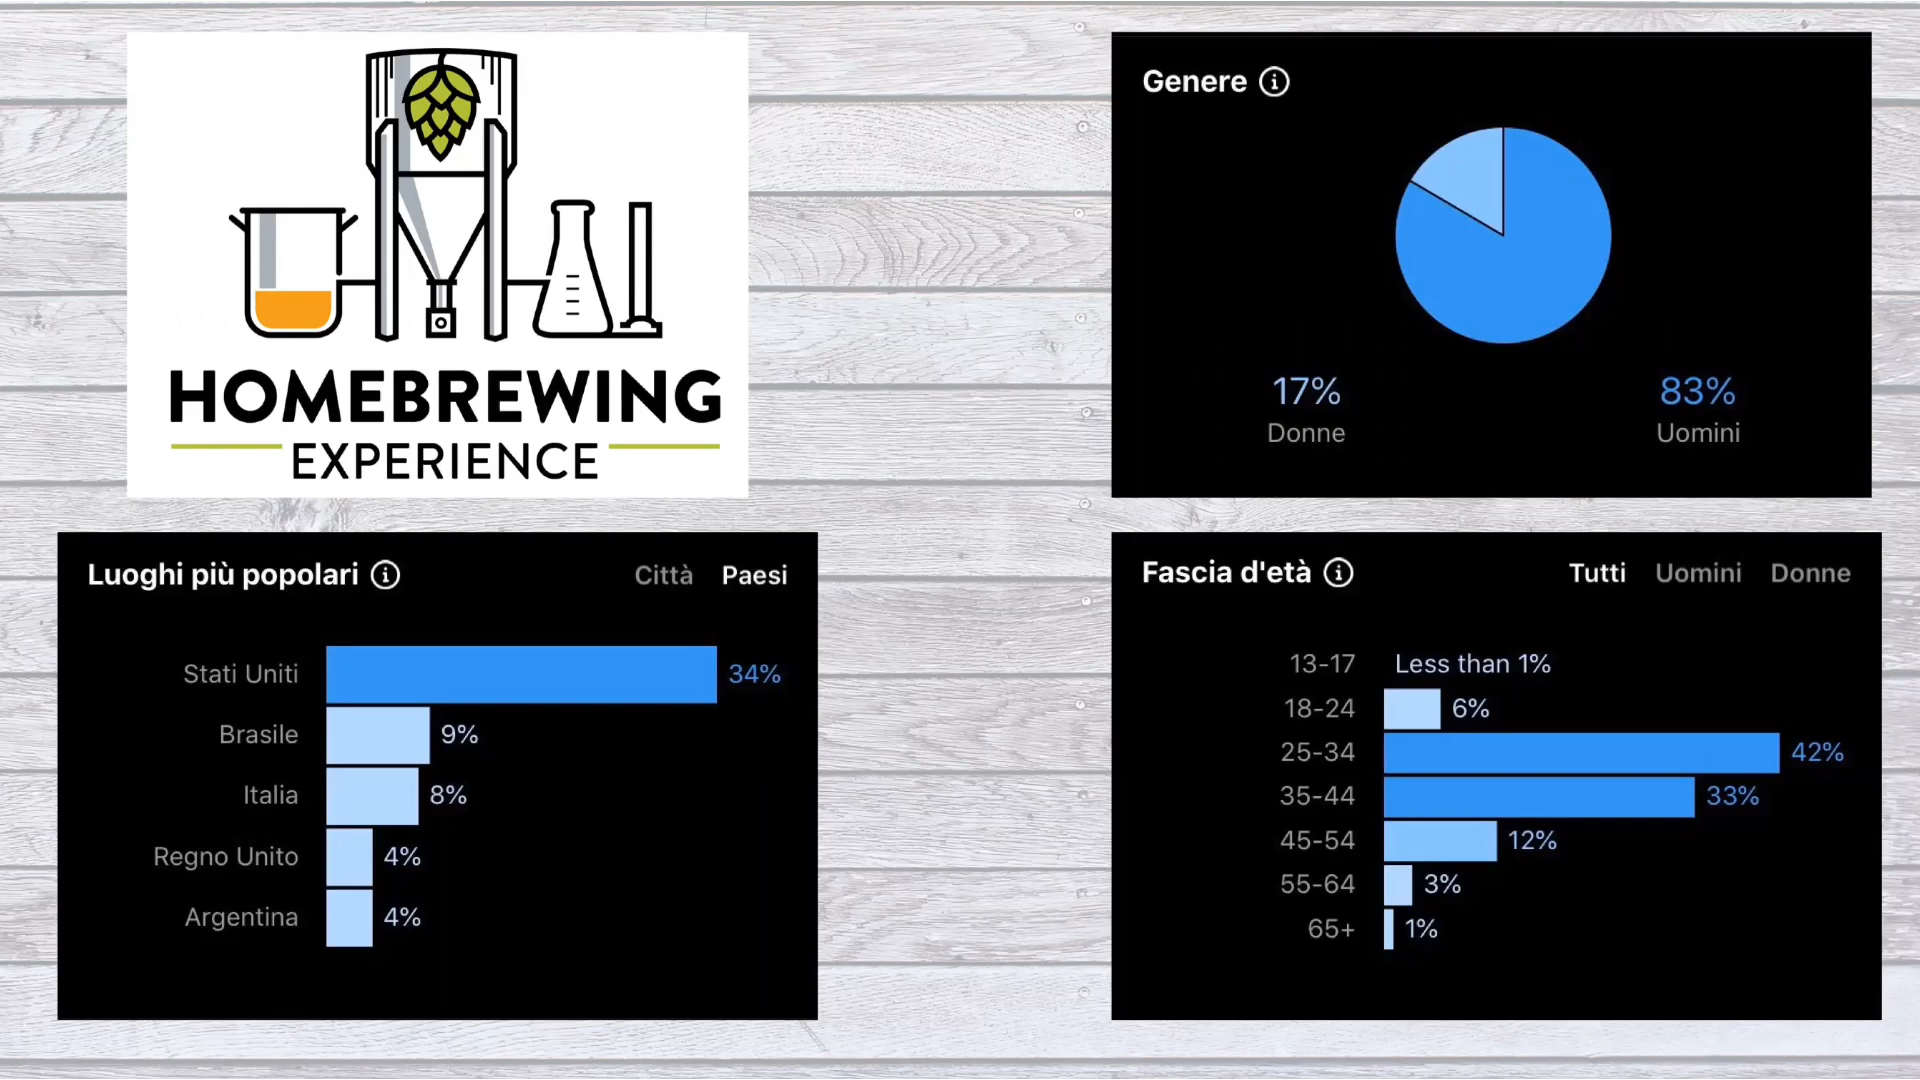 HOMEBREWING
EXPERIENCE
Genere
17%
Donne
83%
Uomini
Luoghi più popolari
Città Paesi
Stati Uniti 34%
Brasile 9%
Italia 8%
Regno Unito 4%
Argentina 4%
Fascia d'età
Tutti Uomini Donne
13-17 Less than 1%
18-24 6%
25-34 42%
35-44 33%
45-54 12%
55-64 3%
65+ 1%